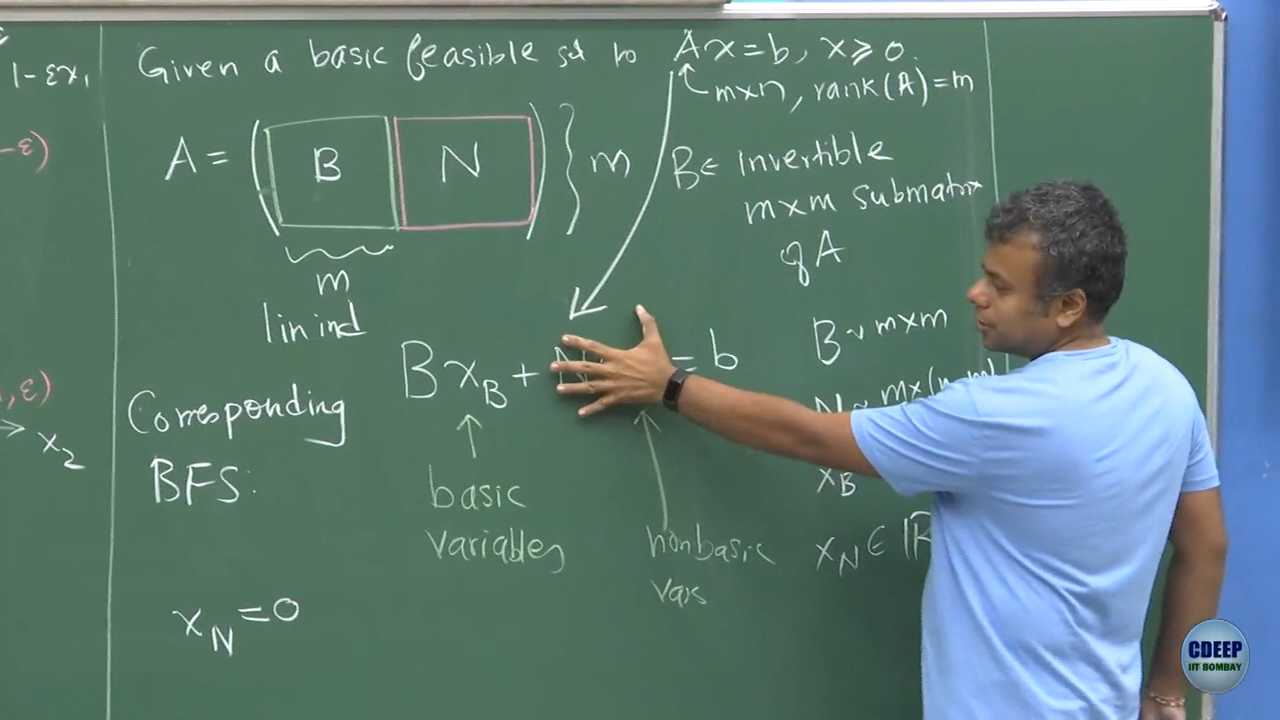 1-εx₁
-ε)
, ε)
→ x₂
Given a basic feasible sol to Ax=b, x≥0.
m×n, rank(A)=m
A = ( B N ) } m
m
lin ind
B ← invertible
m×m submatrix
of A
Bx_B + N = b
B ~ m×m
N ~ m×(n-m)
x_B
x_N ∈ ℝ
Corresponding
BFS:
basic
variables
nonbasic
vars
x_N = 0
CDEEP
IIT BOMBAY